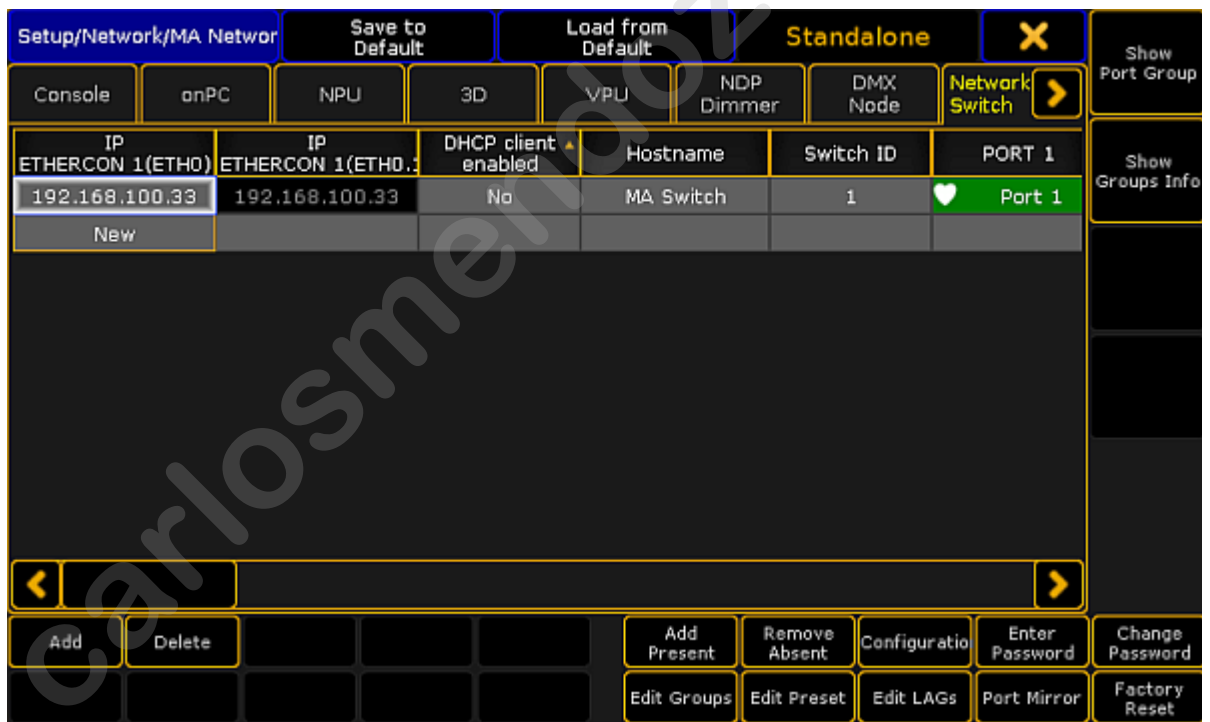 Setup/Network/MA Networ
Save to
Default
Load from
Default
Standalone
Show
Port Group
Console
onPC
NPU
3D
VPU
NDP
Dimmer
DMX
Node
Network
Switch
IP
ETHERCON 1(ETH0)
IP
ETHERCON 1(ETH0.1
DHCP client
enabled
Hostname
Switch ID
PORT 1
Show
Groups Info
192.168.100.33
192.168.100.33
No
MA Switch
1
Port 1
New
Add
Delete
Add
Present
Remove
Absent
Configuratio
Enter
Password
Change
Password
Edit Groups
Edit Preset
Edit LAGs
Port Mirror
Factory
Reset
carlosmendoz